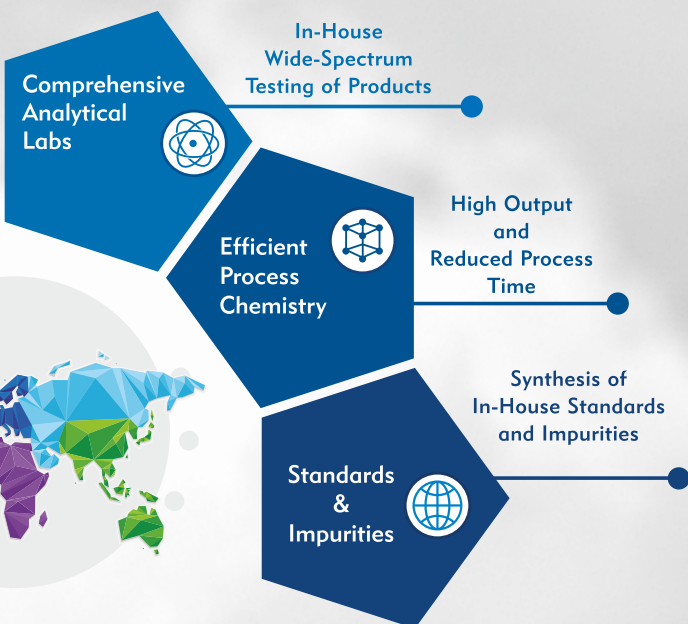 In-House
Wide-Spectrum
Testing of Products
Comprehensive
Analytical
Labs
High Output
and
Reduced Process
Time
Efficient
Process
Chemistry
Synthesis of
In-House Standards
and Impurities
Standards
&
Impurities